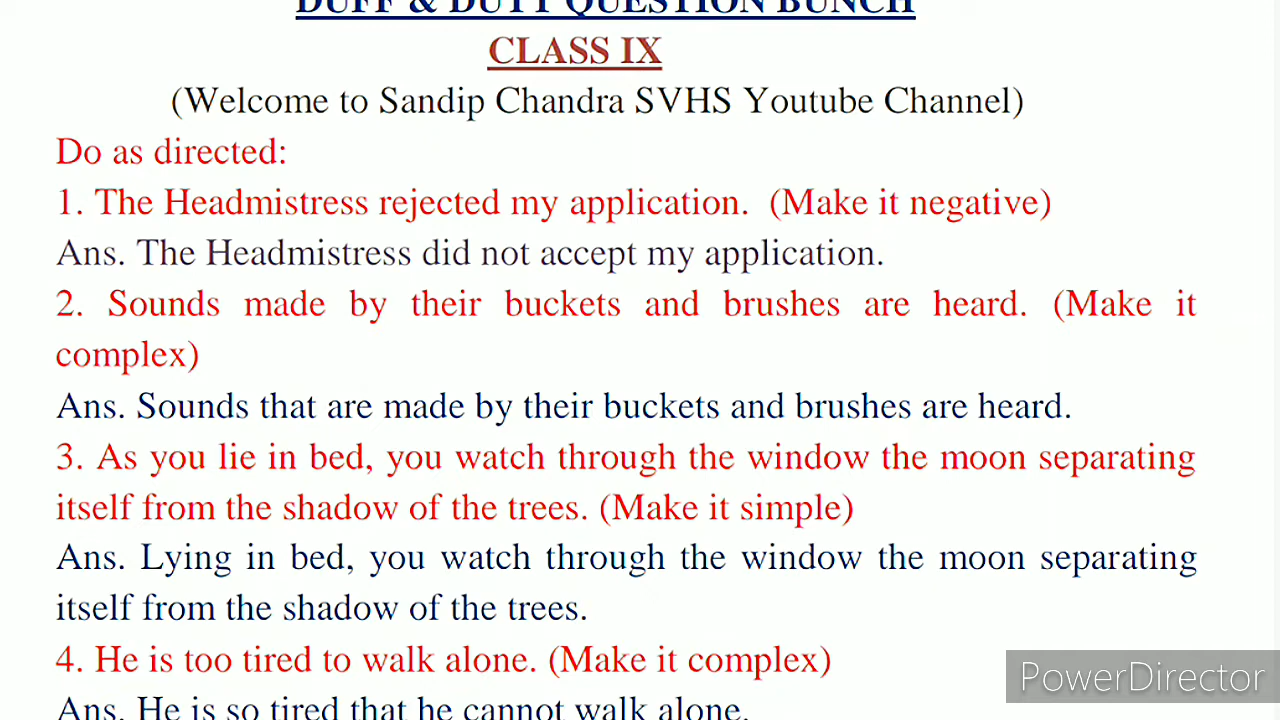 DUFF & DUTT QUESTION BUNCH
CLASS IX
(Welcome to Sandip Chandra SVHS Youtube Channel)
Do as directed:
1. The Headmistress rejected my application. (Make it negative)
Ans. The Headmistress did not accept my application.
2. Sounds made by their buckets and brushes are heard. (Make it
complex)
Ans. Sounds that are made by their buckets and brushes are heard.
3. As you lie in bed, you watch through the window the moon separating
itself from the shadow of the trees. (Make it simple)
Ans. Lying in bed, you watch through the window the moon separating
itself from the shadow of the trees.
4. He is too tired to walk alone. (Make it complex)
PowerDirector
Ans. He is so tired that he cannot walk alone.